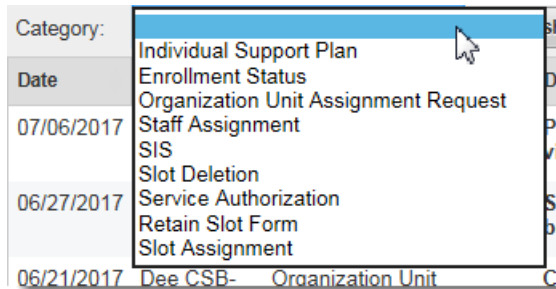 Category:
Individual Support Plan
Date
Enrollment Status
Organization Unit Assignment Request
07/06/2017
Staff Assignment
SIS
Slot Deletion
06/27/2017
Service Authorization
Retain Slot Form
Slot Assignment
06/21/2017 Dee CSB- Organization Unit